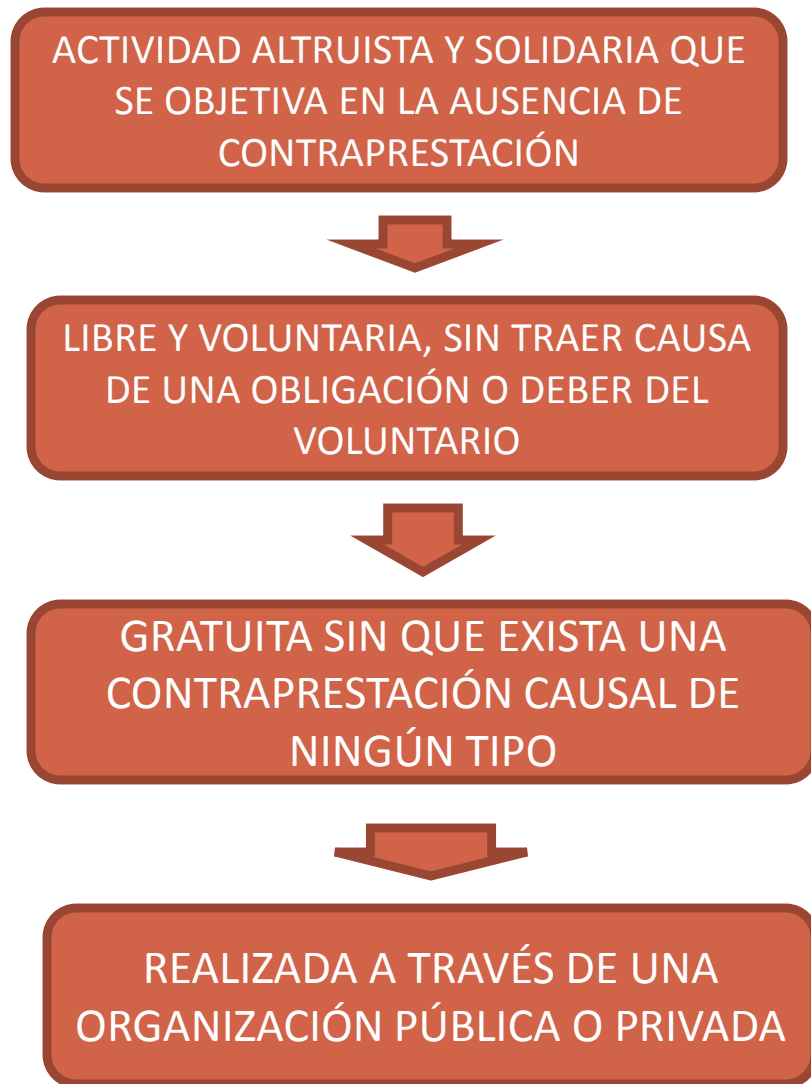 ACTIVIDAD ALTRUISTA Y SOLIDARIA QUE
SE OBJETIVA EN LA AUSENCIA DE
CONTRAPRESTACIÓN
LIBRE Y VOLUNTARIA, SIN TRAER CAUSA
DE UNA OBLIGACIÓN O DEBER DEL
VOLUNTARIO
GRATUITA SIN QUE EXISTA UNA
CONTRAPRESTACIÓN CAUSAL DE
NINGÚN TIPO
REALIZADA A TRAVÉS DE UNA
ORGANIZACIÓN PÚBLICA O PRIVADA